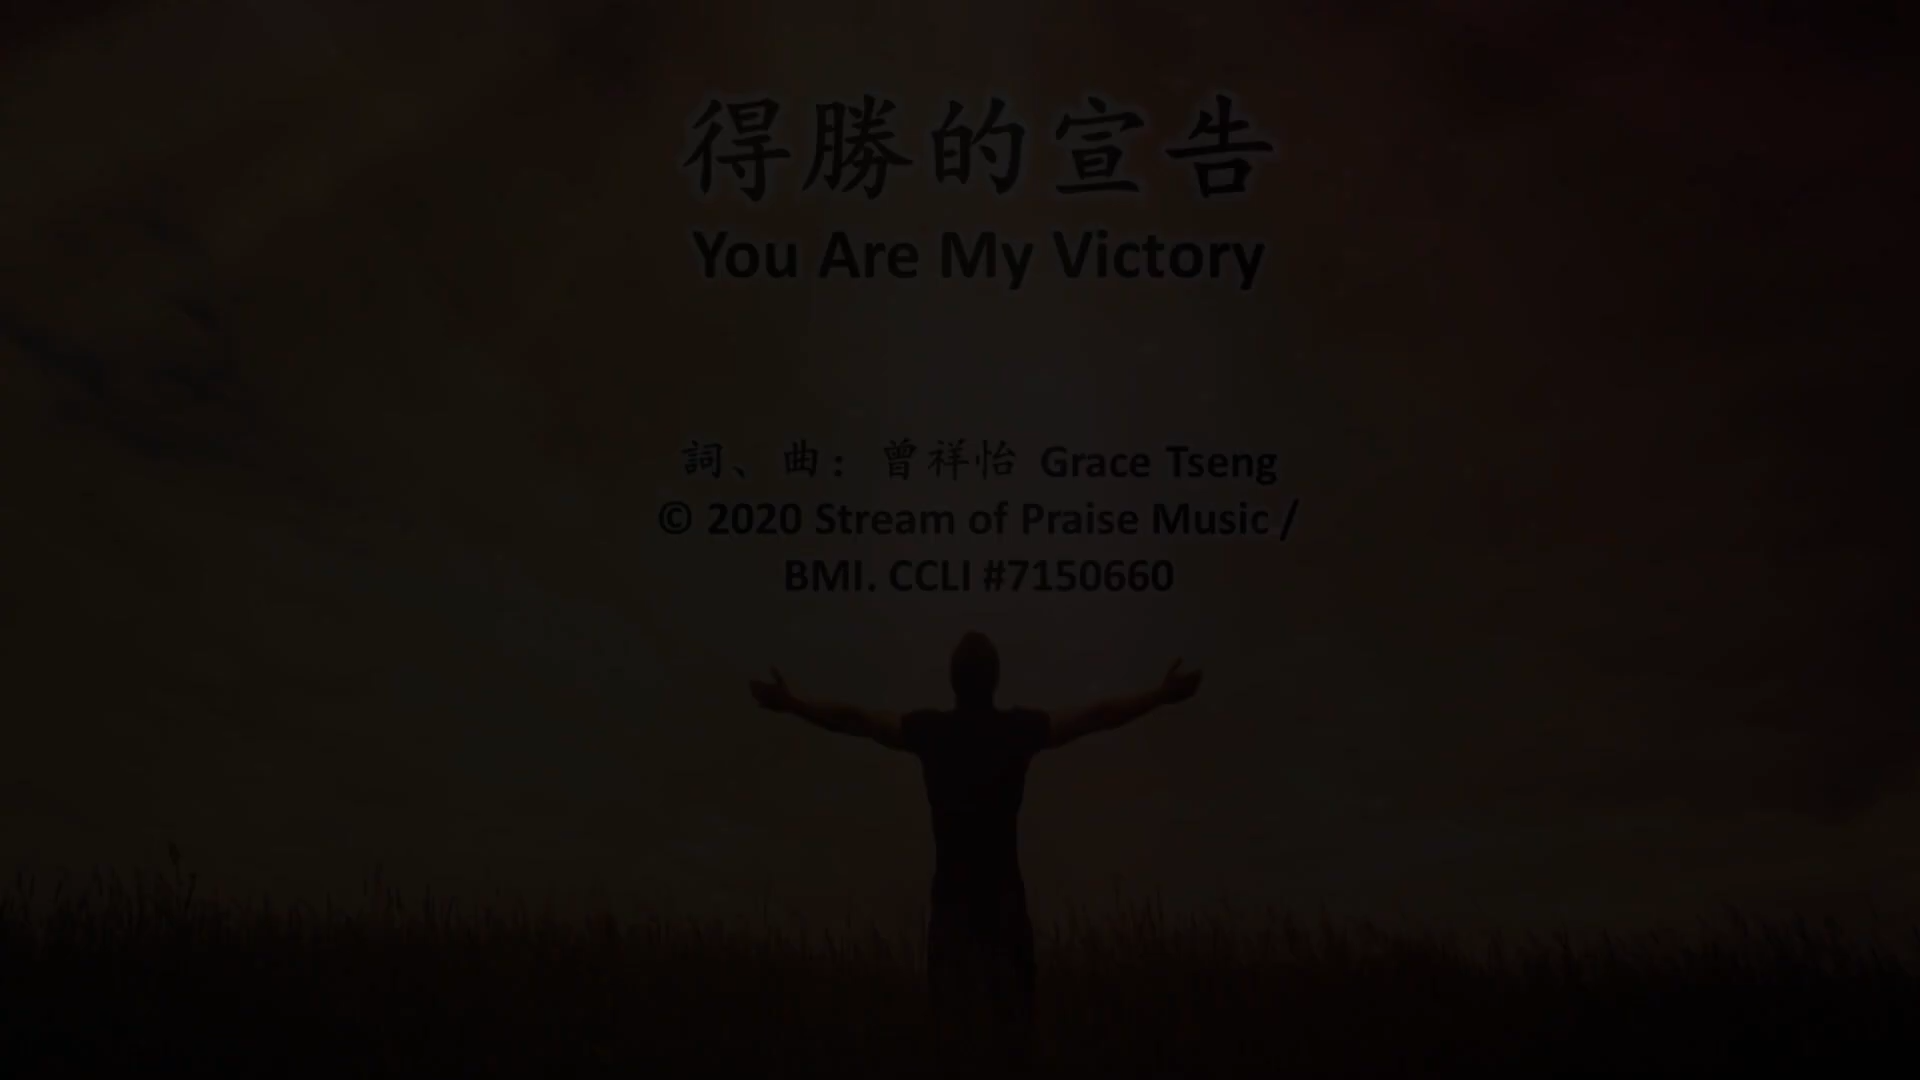 得勝的宣告
You Are My Victory
詞、曲：曾祥怡 Grace Tseng
© 2020 Stream of Praise Music /
BMI. CCLI #7150660